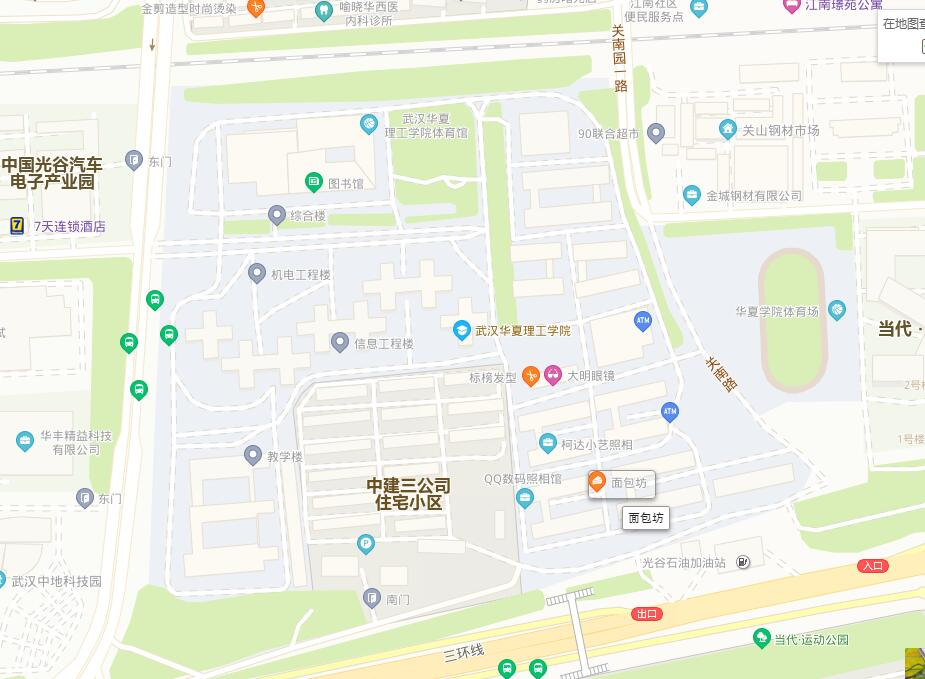 金剪造型时尚烫染
喻晓华西医
内科诊所
江南社区
便民服务点
江南璟苑公寓
在地图查
关南园一路
武汉华夏
理工学院体育馆
90联合超市
关山钢材市场
中国光谷汽车
电子产业园
东门
图书馆
金城钢材有限公司
7
7天连锁酒店
综合楼
机电工程楼
华夏学院体育场
ATM
武汉华夏理工学院
当代·
信息工程楼
标榜发型
大明眼镜
关南路
2号
ATM
华丰精益科技
有限公司
柯达小艺照相
1号楼
教学楼
QQ数码照相馆
面包坊
中建三公司
住宅小区
东门
面包坊
P
光谷石油加油站
入口
武汉中地科技园
南门
出口
当代·运动公园
三环线